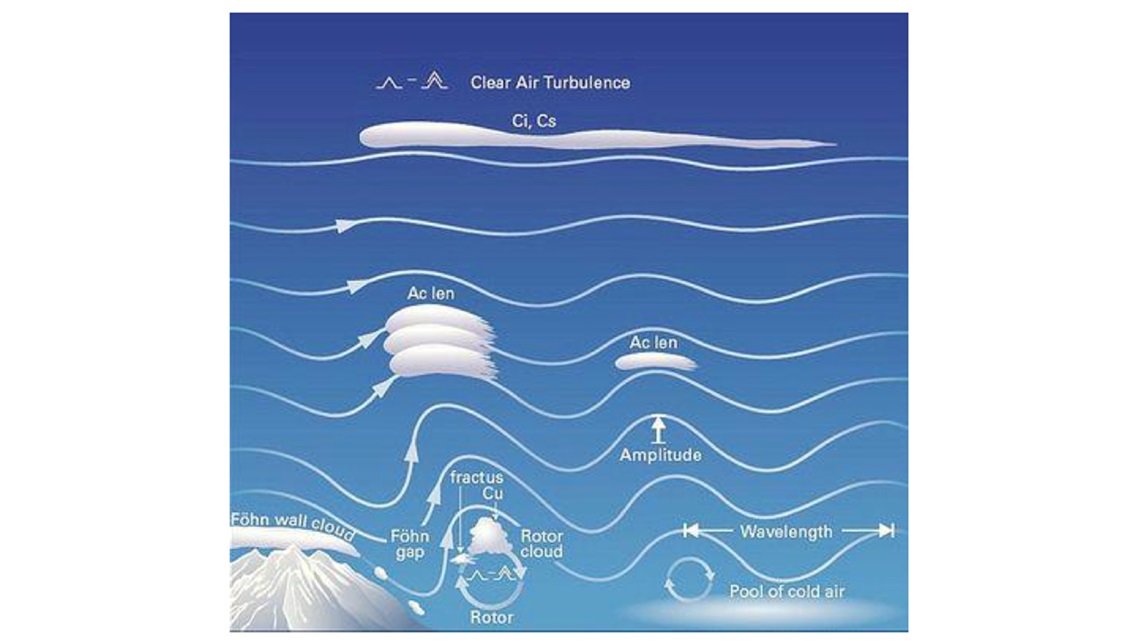 Clear Air Turbulence
Ci, Cs
Ac len
Ac len
Amplitude
fractus
Cu
Föhn wall cloud
Föhn
gap
Rotor
cloud
Wavelength
Pool of cold air
Rotor